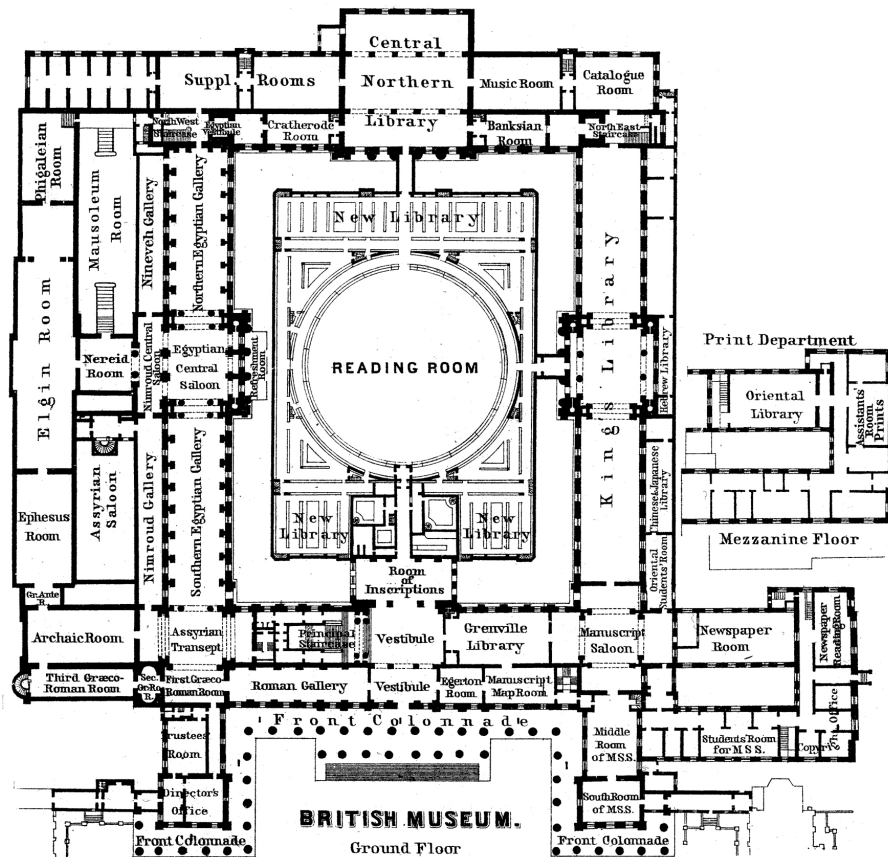 Central
Suppl. Rooms
Northern
Music Room
Catalogue
Room
Library
North West
Staircase
Egyptian
Vestibule
Cratherode
Room
Banksian
Room
North East
Staircase
Phigaleian
Room
Mausoleum
Room
Nineveh Gallery
Northern Egyptian Gallery
New Library
King's Library
Elgin Room
Nereid
Room
Nimroud Central
Saloon
Egyptian
Central
Saloon
Refreshment
Room
READING ROOM
Hebrew Library
Print Department
Oriental
Library
Assistants'
Room
Prints
Mezzanine Floor
Assyrian
Saloon
Nimroud Gallery
Southern Egyptian Gallery
New
Library
New
Library
Chinese & Japanese
Library
Oriental
Students' Room
Ephesus
Room
Room
of
Inscriptions
Gr. Ante
R.
Archaic Room
Assyrian
Transept
Principal
Staircase
Vestibule
Grenville
Library
Manuscript
Saloon
Newspaper
Room
Newspaper
Reading Room
Third Græco-
Roman Room
Sec.
Gr. Ro.
R.
First Græco-
Roman Room
Roman Gallery
Vestibule
Egerton
Room
Manuscript
Map Room
Front Colonnade
Trustees
Room
Middle
Room
of M.S.S.
Students' Room
for M S S.
Copyrt.
Office
Director's
Office
South Room
of M.S.S.
Front Colonnade
BRITISH MUSEUM.
Front Colonnade
Ground Floor